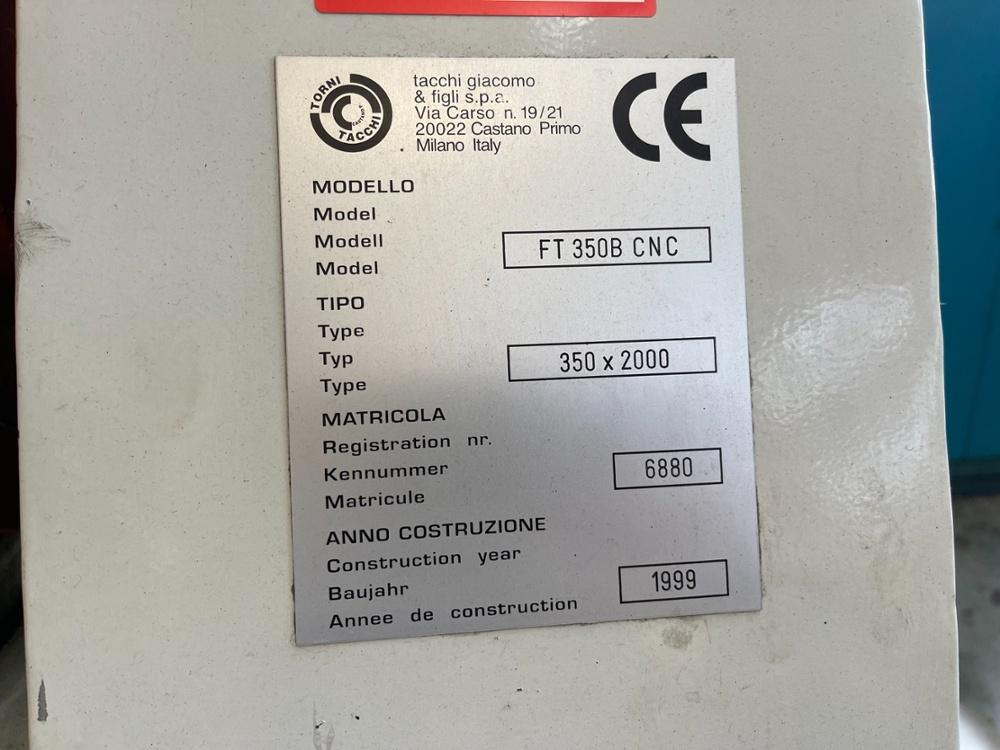 TORNI
TACCHI
tacchi giacomo
& figli s.p.a.
Via Carso n. 19/21
20022 Castano Primo
Milano Italy
CE
MODELLO
Model
Modell
Model
FT 350B CNC
TIPO
Type
Typ
Type
350 x 2000
MATRICOLA
Registration nr.
Kennummer
Matricule
6880
ANNO COSTRUZIONE
Construction year
Baujahr
Annee de construction
1999